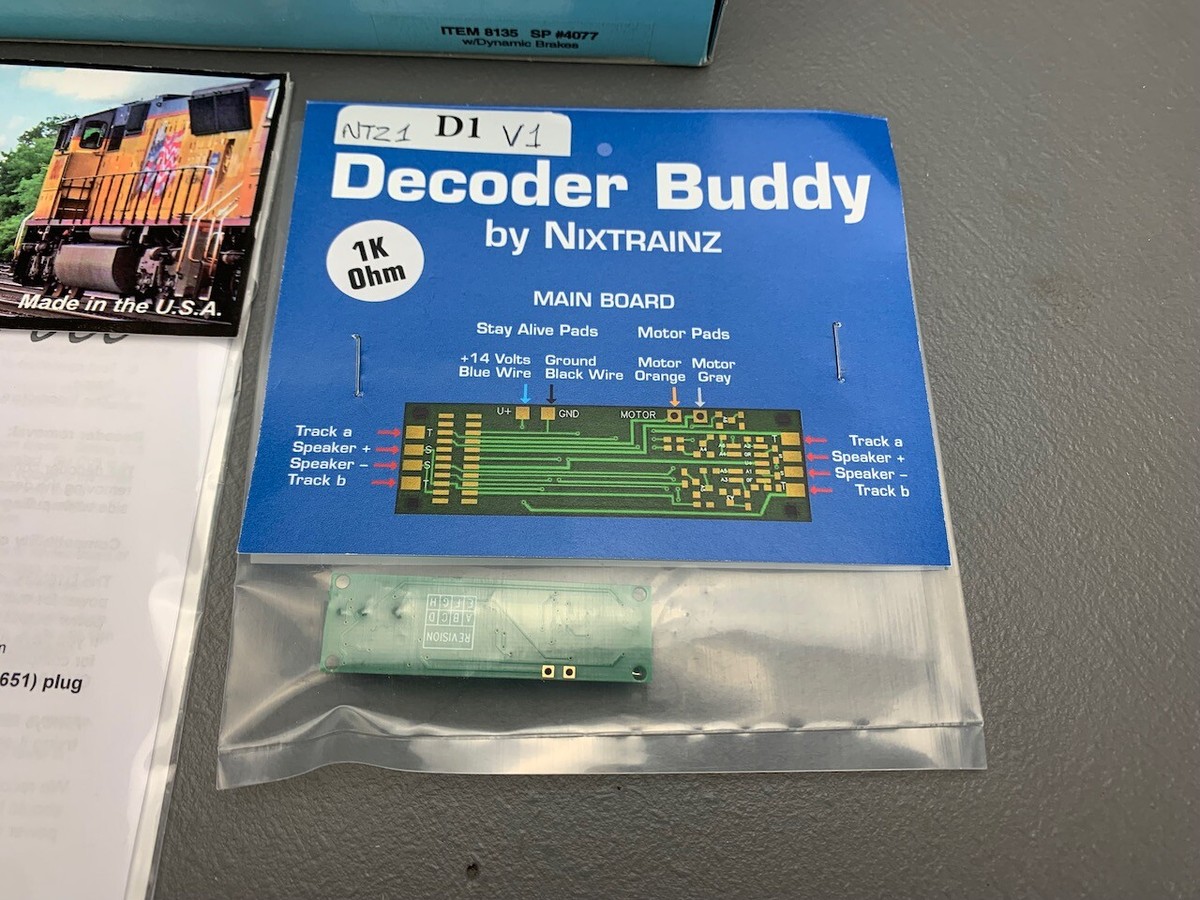 ITEM 8135 SP #4077
w/Dynamic Brakes
Made in the U.S.A.
651) plug
NTZ1 D1 V1
Decoder Buddy
by NIXTRAINZ
1K
Ohm
MAIN BOARD
Stay Alive Pads Motor Pads
+14 Volts Ground Motor Motor
Blue Wire Black Wire Orange Gray
U+ GND MOTOR
Track a T Track a
Speaker + S Speaker +
Speaker – S Speaker –
Track b T Track b
E F G H
A B C D
REVISION